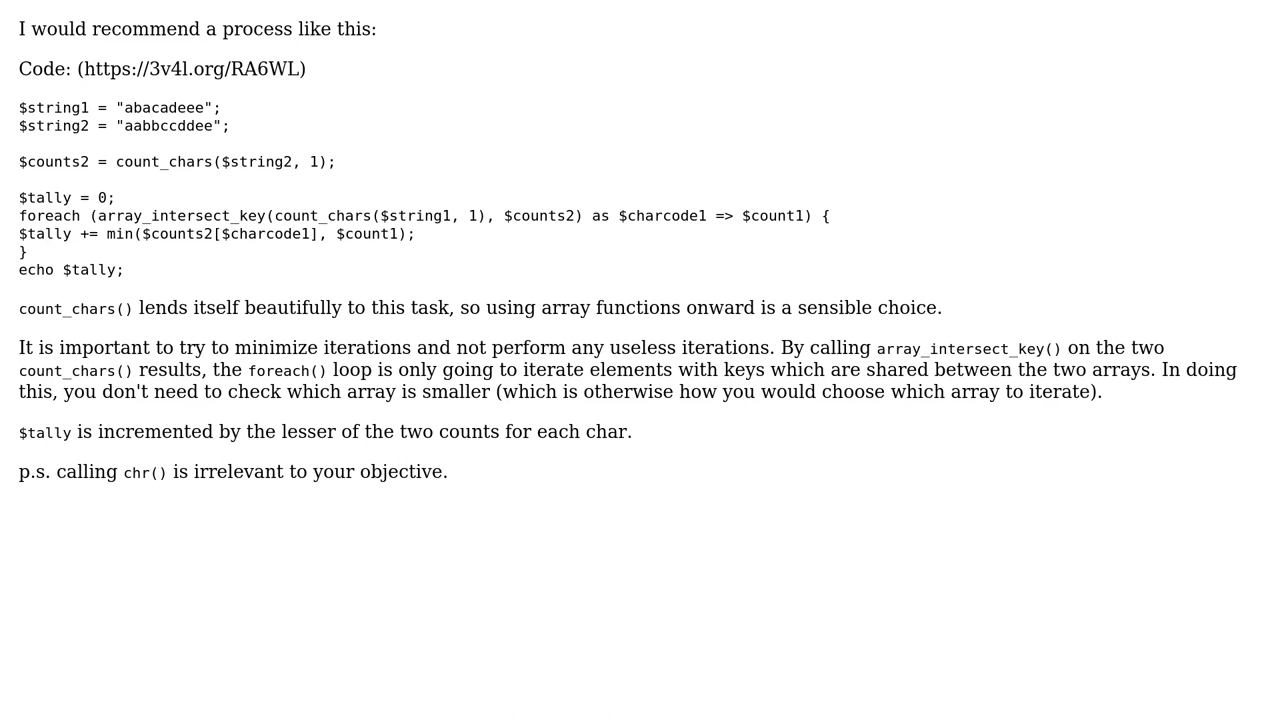 I would recommend a process like this:
Code: (https://3v4l.org/RA6WL)
$string1 = "abacadeee";
$string2 = "aabbccddee";
$counts2 = count_chars($string2, 1);
$tally = 0;
foreach (array_intersect_key(count_chars($string1, 1), $counts2) as $charcode1 => $count1) {
$tally += min($counts2[$charcode1], $count1);
}
echo $tally;
count_chars() lends itself beautifully to this task, so using array functions onward is a sensible choice.
It is important to try to minimize iterations and not perform any useless iterations. By calling array_intersect_key() on the two
count_chars() results, the foreach() loop is only going to iterate elements with keys which are shared between the two arrays. In doing
this, you don't need to check which array is smaller (which is otherwise how you would choose which array to iterate).
$tally is incremented by the lesser of the two counts for each char.
p.s. calling chr() is irrelevant to your objective.